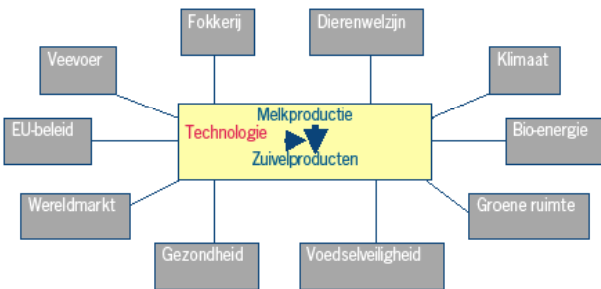 Fokkerij
Dierenwelzijn
Veevoer
Klimaat
Melkproductie
Technologie
Zuivelproducten
EU-beleid
Bio-energie
Wereldmarkt
Groene ruimte
Gezondheid
Voedselveiligheid